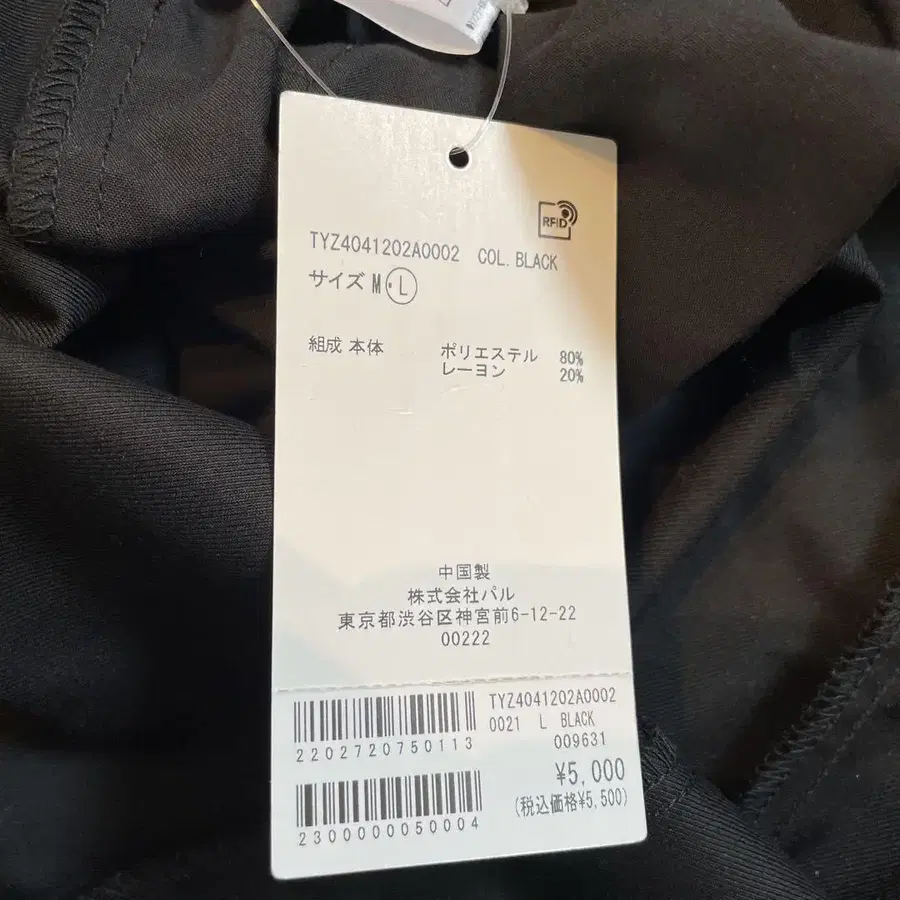 RFID
TYZ4041202A0002 COL. BLACK
サイズ M・L
組成 本体 ポリエステル 80%
レーヨン 20%
中国製
株式会社パル
東京都渋谷区神宮前6-12-22
00222
TYZ4041202A0002
0021 L BLACK
2202720750113
009631
¥5,000
(税込価格¥5,500)
2300000050004